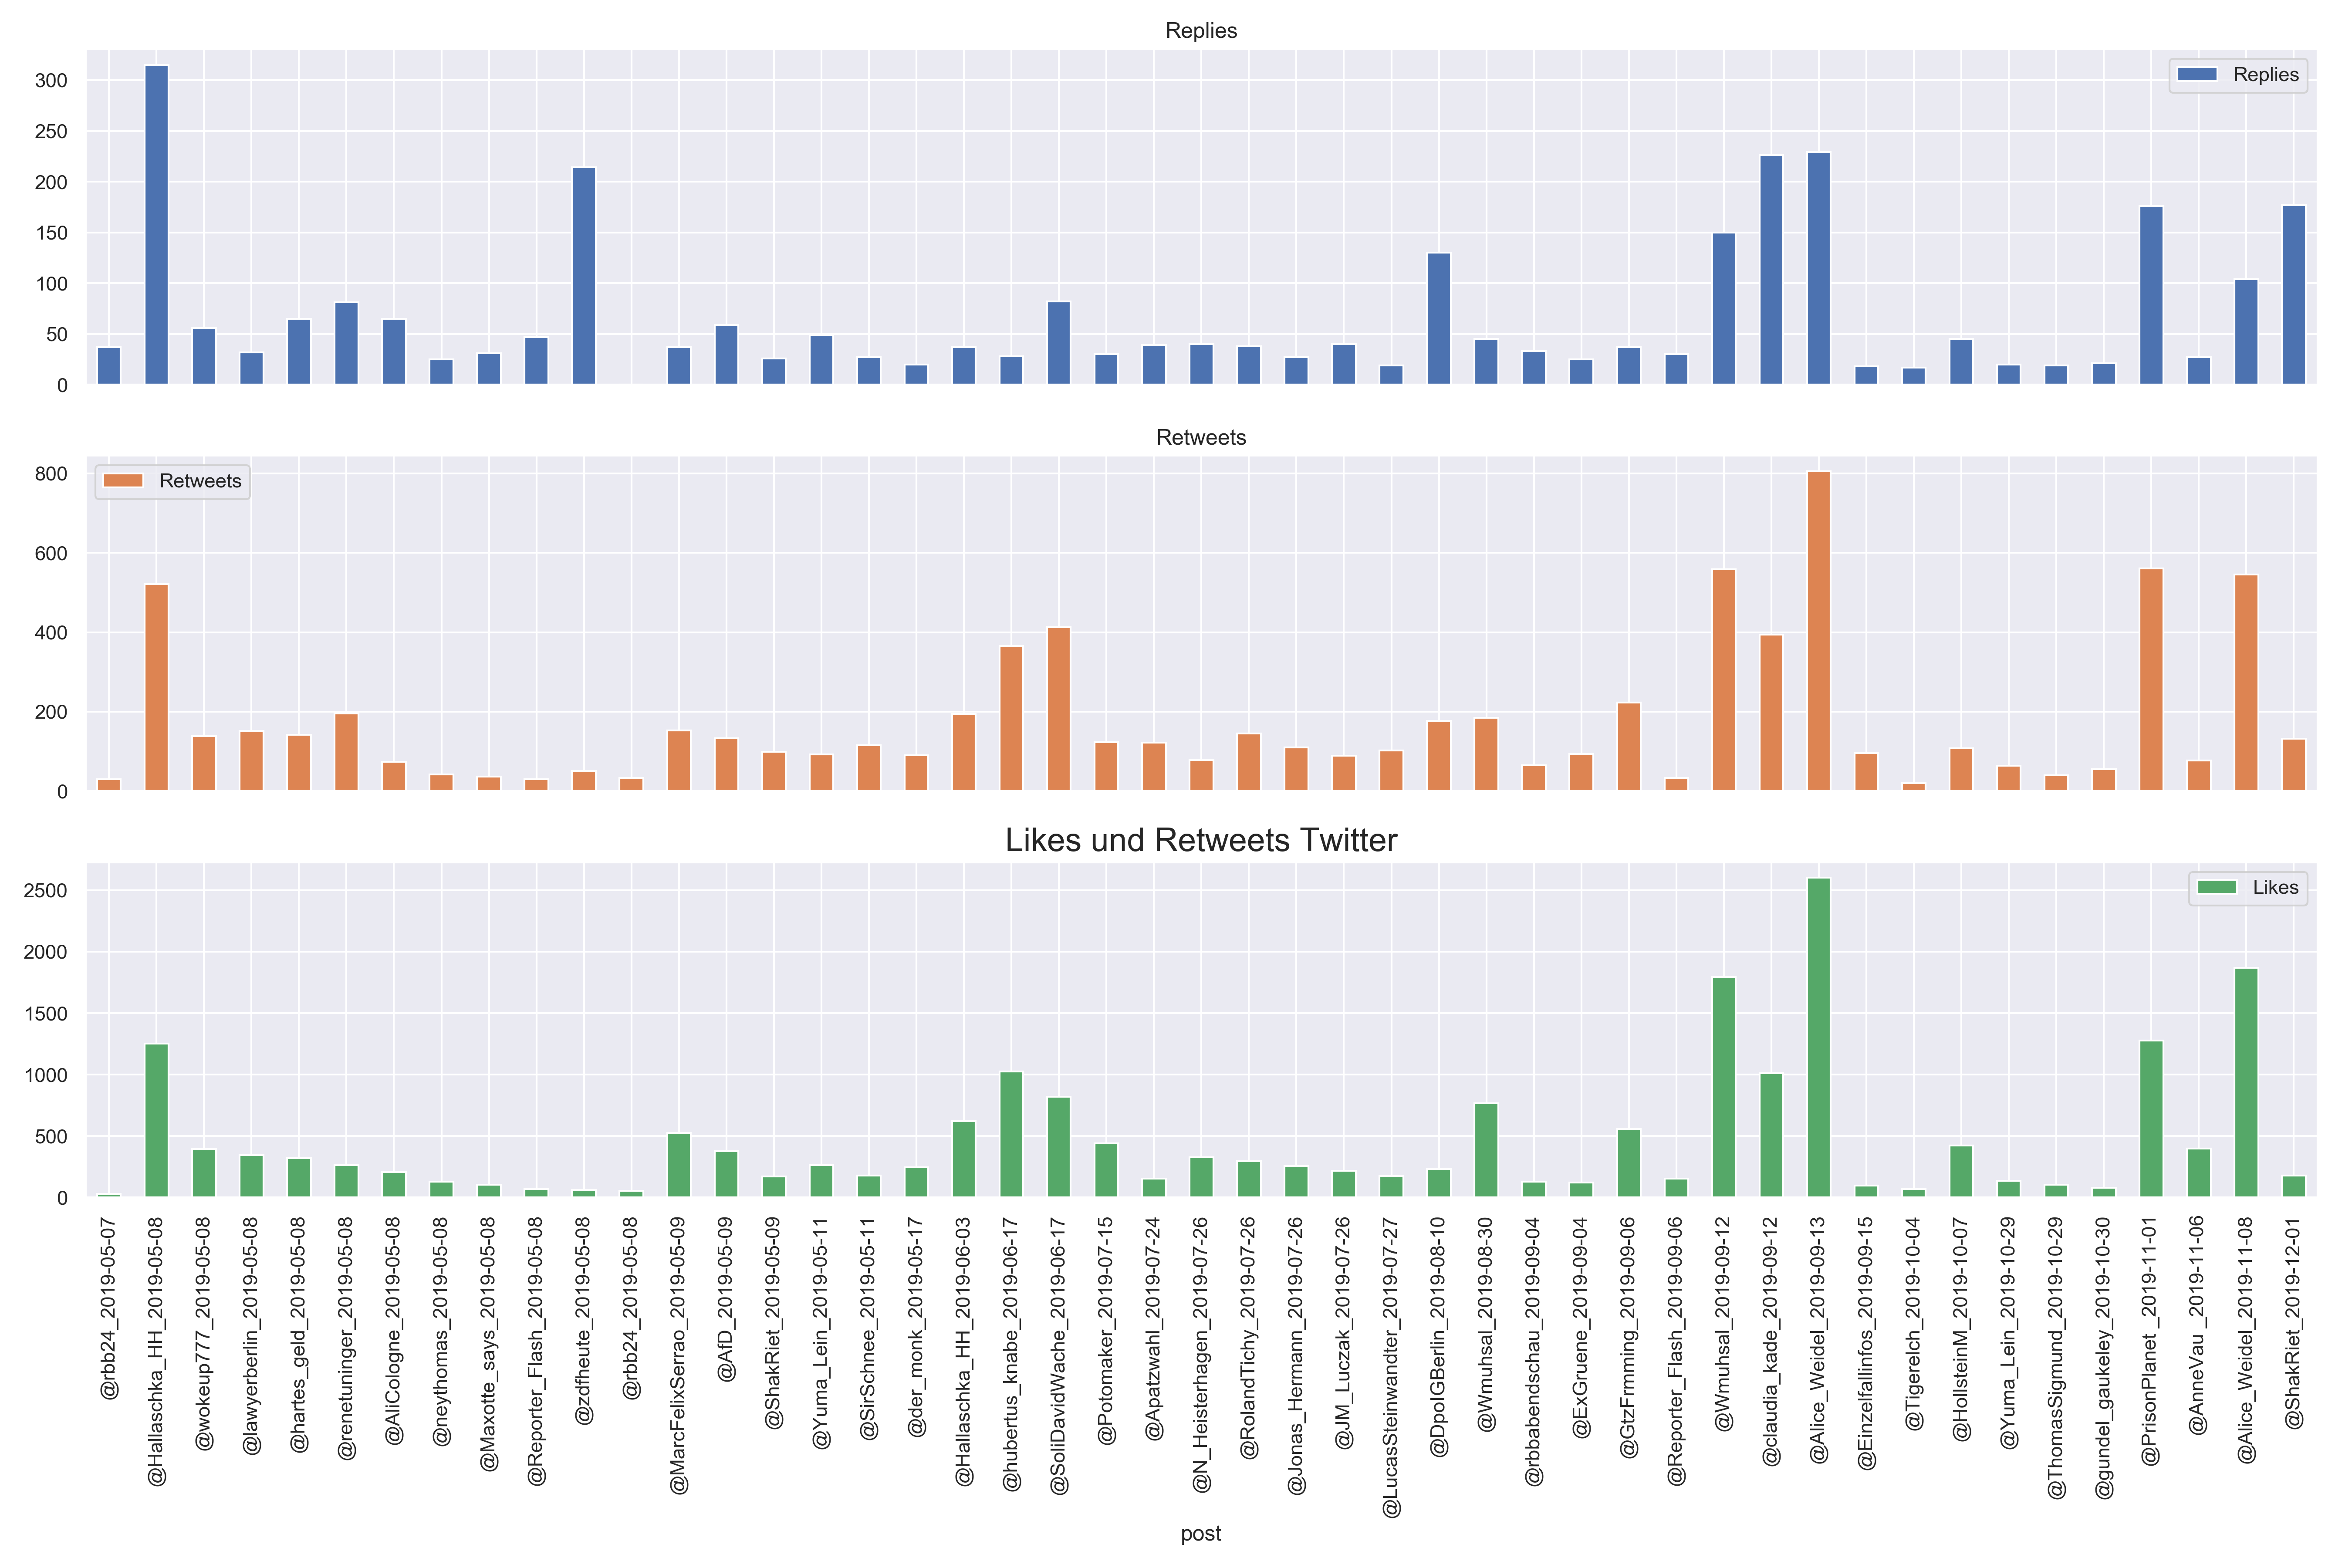 Replies
300
250
200
150
100
50
0
Replies
Retweets
800
600
400
200
0
Retweets
Likes und Retweets Twitter
2500
2000
1500
1000
500
0
Likes
@rbb24_2019-05-07
@Hallaschka_HH_2019-05-08
@wokeup777_2019-05-08
@lawyerberlin_2019-05-08
@hartes_geld_2019-05-08
@renetuninger_2019-05-08
@AliCologne_2019-05-08
@neythomas_2019-05-08
@Maxotte_says_2019-05-08
@Reporter_Flash_2019-05-08
@zdfheute_2019-05-08
@rbb24_2019-05-08
@MarcFelixSerrao_2019-05-09
@AfD_2019-05-09
@ShakRiet_2019-05-09
@Yuma_Lein_2019-05-11
@SirSchnee_2019-05-11
@der_monk_2019-05-17
@Hallaschka_HH_2019-06-03
@hubertus_knabe_2019-06-17
@SoliDavidWache_2019-06-17
@Potomaker_2019-07-15
@Apatzwahl_2019-07-24
@N_Heisterhagen_2019-07-26
@RolandTichy_2019-07-26
@Jonas_Hermann_2019-07-26
@JM_Luczak_2019-07-26
@LucasSteinwandter_2019-07-27
@DpolGBerlin_2019-08-10
@Wmuhsal_2019-08-30
@rbbabendschau_2019-09-04
@ExGruene_2019-09-04
@GtzFrmming_2019-09-06
@Reporter_Flash_2019-09-06
@Wmuhsal_2019-09-12
@claudia_kade_2019-09-12
@Alice_Weidel_2019-09-13
@Einzelfallinfos_2019-09-15
@Tigerelch_2019-10-04
@HollsteinM_2019-10-07
@Yuma_Lein_2019-10-29
@ThomasSigmund_2019-10-29
@gundel_gaukeley_2019-10-30
@PrisonPlanet _2019-11-01
@AnneVau _2019-11-06
@Alice_Weidel_2019-11-08
@ShakRiet_2019-12-01
post